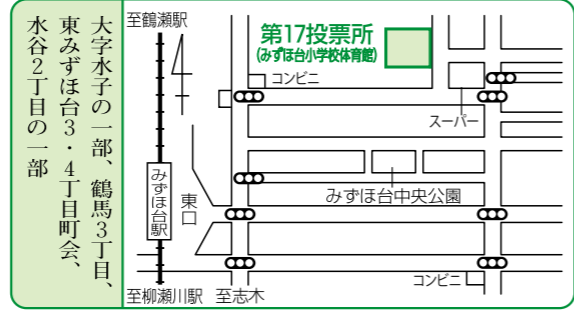 大字水子の一部、鶴馬3丁目、
東みずほ台3・4丁目町会、
水谷2丁目の一部
至鶴瀬駅
第17投票所
(みずほ台小学校体育館)
コンビニ
スーパー
みずほ台中央公園
みずほ台駅
東口
コンビニ
至柳瀬川駅
至志木